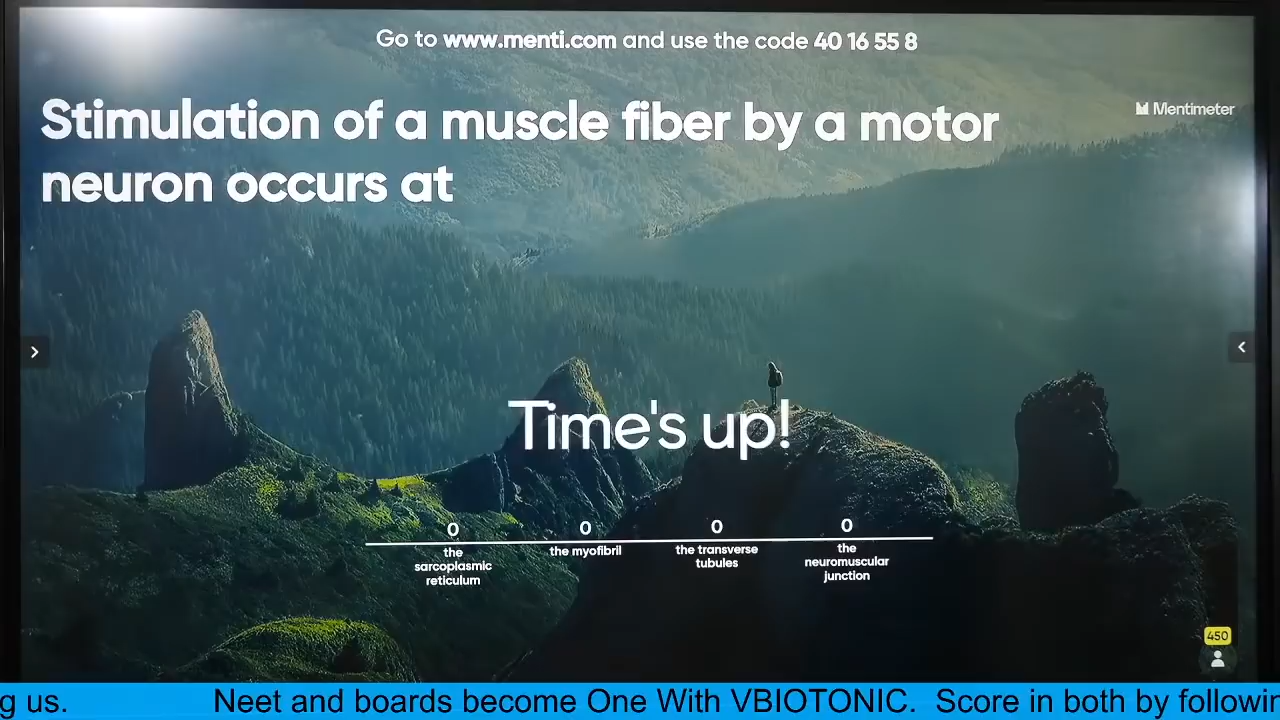 Go to www.menti.com and use the code 40 16 55 8
Mentimeter
Stimulation of a muscle fiber by a motor
neuron occurs at
Time's up!
0
0
0
0
the
sarcoplasmic
reticulum
the myofibril
the transverse
tubules
the
neuromuscular
junction
450
g us. Neet and boards become One With VBIOTONIC. Score in both by followin